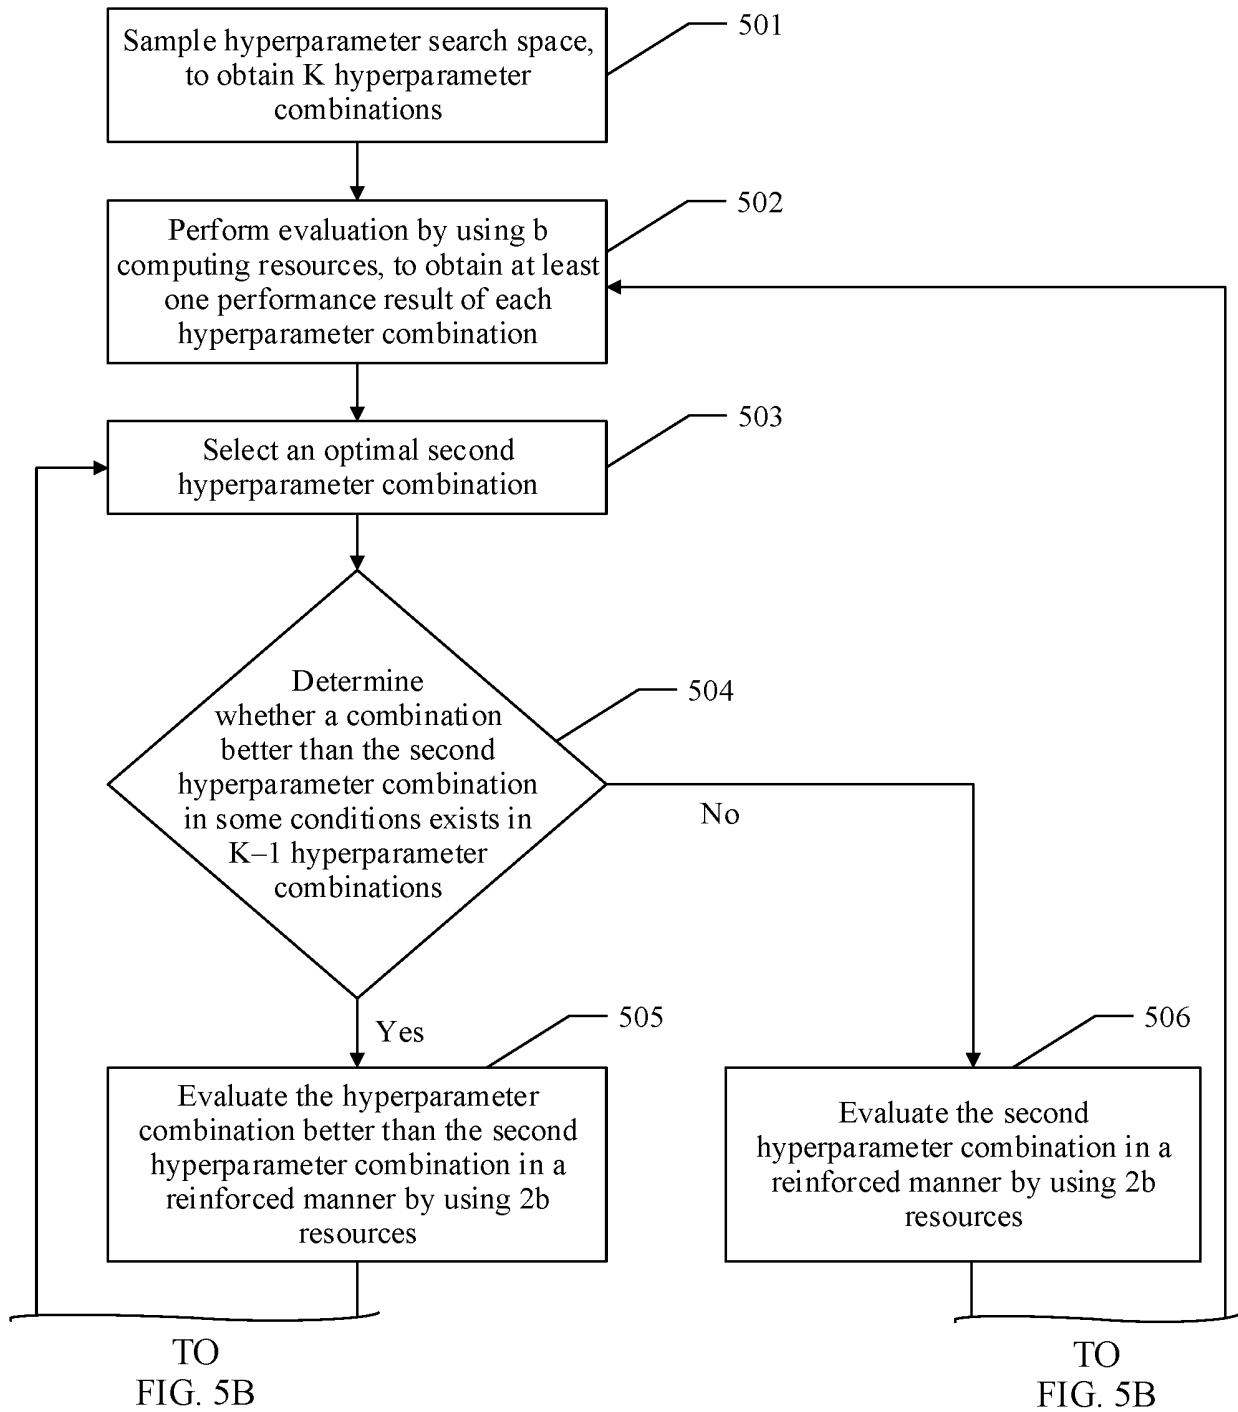 Sample hyperparameter search space,
to obtain K hyperparameter
combinations
501
Perform evaluation by using b
computing resources, to obtain at least
one performance result of each
hyperparameter combination
502
Select an optimal second
hyperparameter combination
503
Determine
whether a combination
better than the second
hyperparameter combination
in some conditions exists in
K–1 hyperparameter
combinations
504
No
Yes
505
Evaluate the hyperparameter
combination better than the second
hyperparameter combination in a
reinforced manner by using 2b
resources
506
Evaluate the second
hyperparameter combination in a
reinforced manner by using 2b
resources
TO
FIG. 5B
TO
FIG. 5B